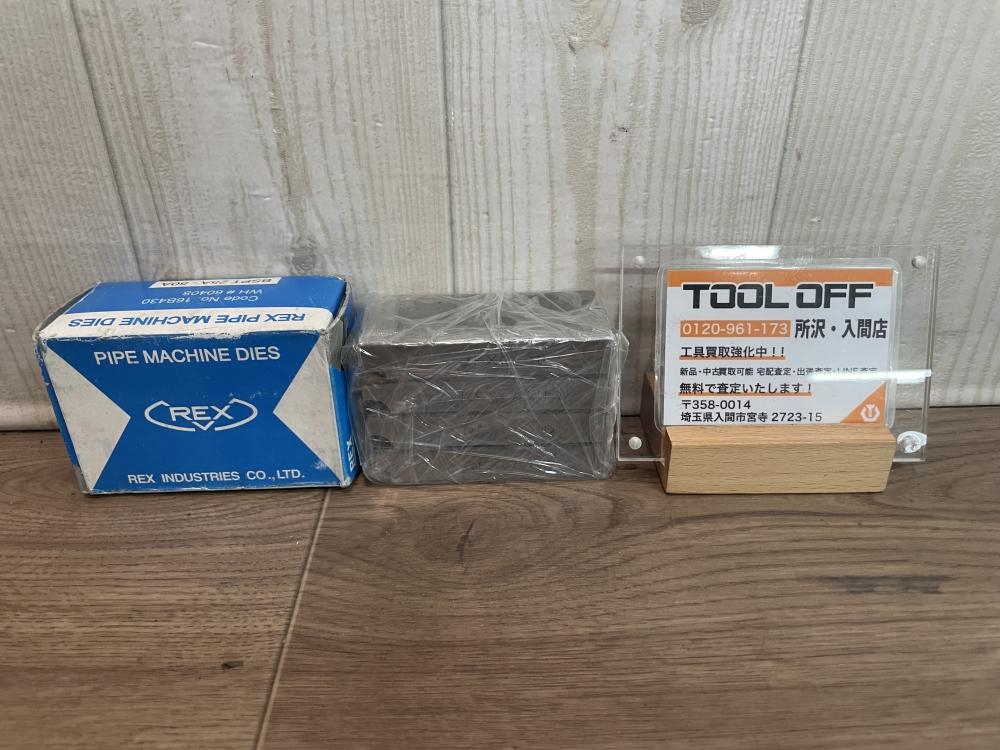 BSPT 25A-50A
Code No. 16B430
WH # 60408
REX PIPE MACHINE DIES
PIPE MACHINE DIES
REX
REX INDUSTRIES CO., LTD.
REX
TOOL OFF
0120-961-173 所沢・入間店
工具買取強化中!!
新品・中古買取可能 宅配査定・出張査定・LINE査定
無料で査定いたします!
〒358-0014
埼玉県入間市宮寺 2723-15